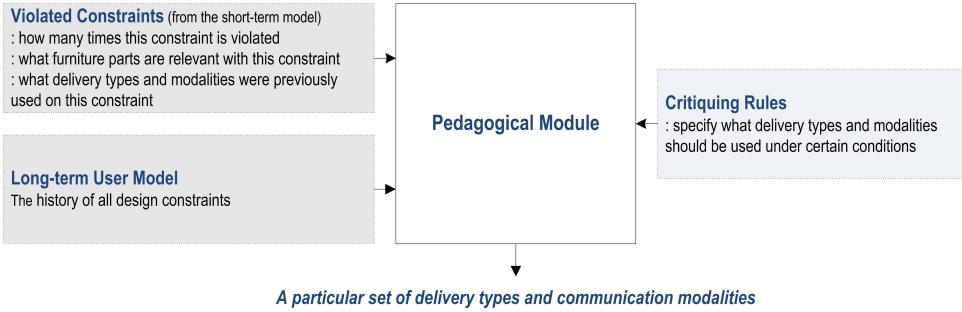 Violated Constraints (from the short-term model)
: how many times this constraint is violated
: what furniture parts are relevant with this constraint
: what delivery types and modalities were previously
used on this constraint
Long-term User Model
The history of all design constraints
Pedagogical Module
Critiquing Rules
: specify what delivery types and modalities
should be used under certain conditions
A particular set of delivery types and communication modalities